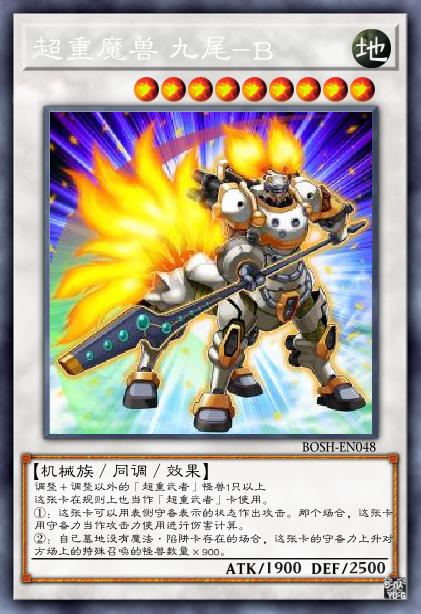 超重魔兽 九尾-B
地
BOSH-EN048
【机械族／同调／效果】
调整＋调整以外的「超重武者」怪兽1只以上
这张卡在规则上也当作「超重武者」卡使用。
①：这张卡可以用表侧守备表示的状态作出攻击。那个场合，这张卡
用守备力当作攻击力使用进行伤害计算。
②：自己墓地没有魔法·陷阱卡存在的场合，这张卡的守备力上升对
方场上的特殊召唤的怪兽数量×900。
ATK/1900 DEF/2500